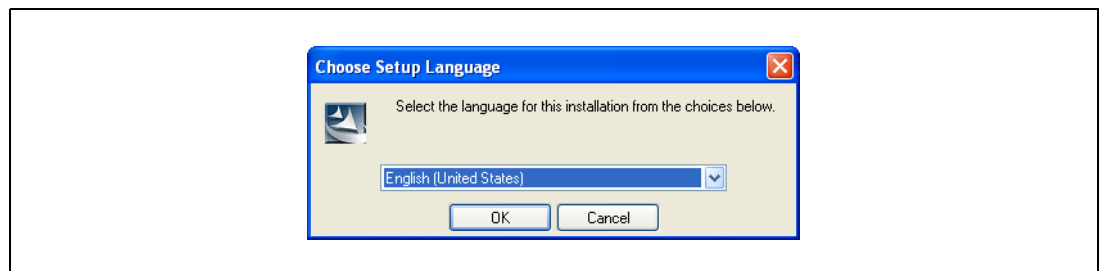 Choose Setup Language
Select the language for this installation from the choices below.
English (United States)
OK
Cancel